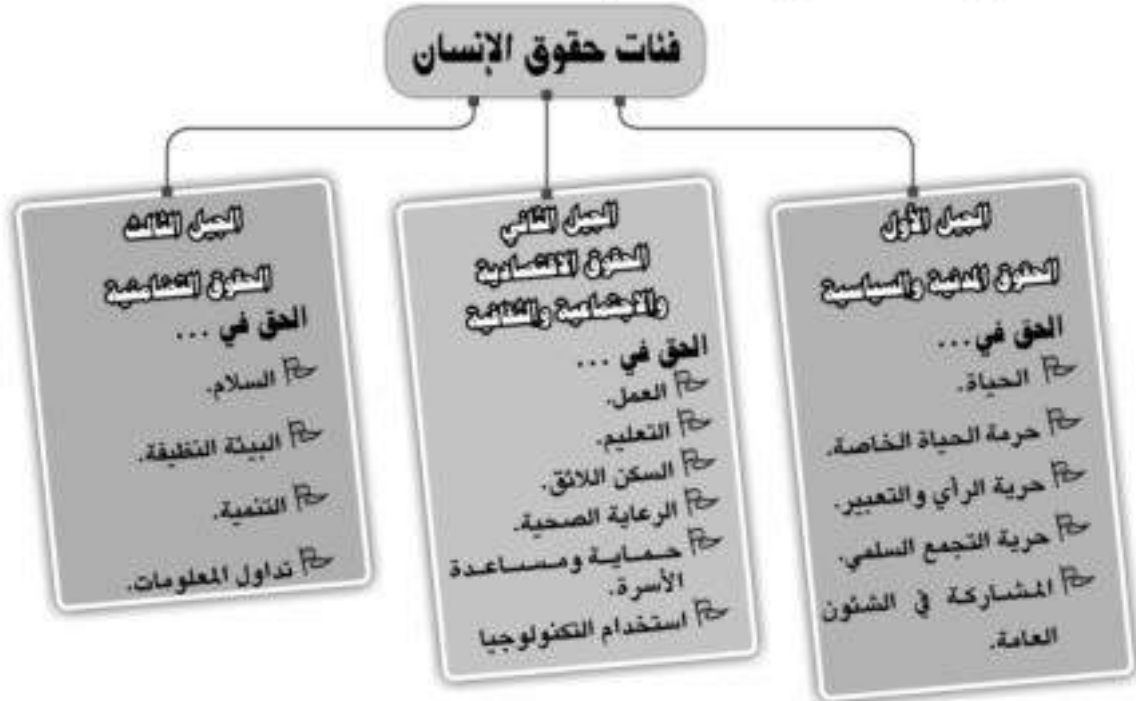 فئات حقوق الإنسان
الجيل الأول
الحقوق المدنية والسياسية
الحق في...
الحياة.
حرمة الحياة الخاصة.
حرية الرأي والتعبير.
حرية التجمع السلمي.
المشاركة في الشئون
العامة.
الجيل الثاني
الحقوق الاقتصادية
والاجتماعية والثقافية
الحق في ...
العمل.
التعليم.
السكن اللائق.
الرعاية الصحية.
حماية ومساعدة
الأسرة.
استخدام التكنولوجيا
الجيل الثالث
الحقوق التضامنية
الحق في ...
السلام.
البيئة النظيفة.
التنمية.
تداول المعلومات.